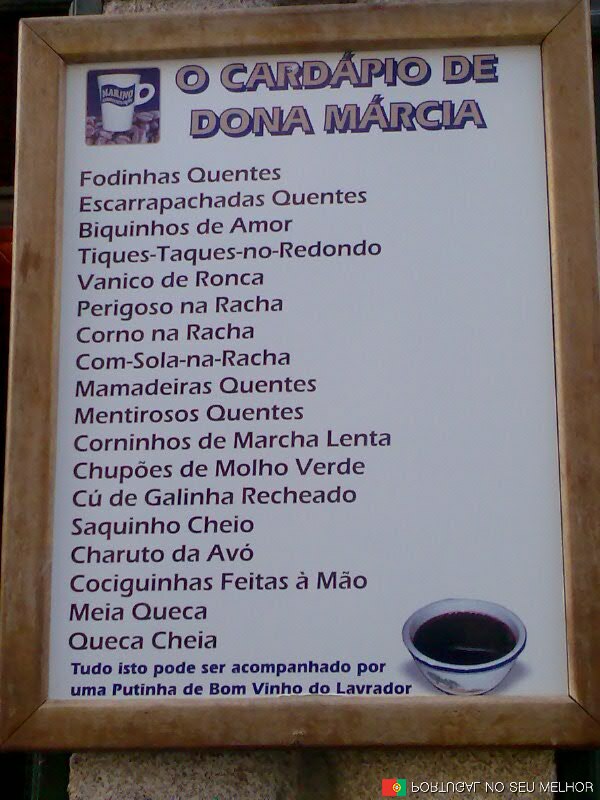 MARINO
O CARDÁPIO DE
DONA MÁRCIA
Fodinhas Quentes
Escarrapachadas Quentes
Biquinhos de Amor
Tiques-Taques-no-Redondo
Vanico de Ronca
Perigoso na Racha
Corno na Racha
Com-Sola-na-Racha
Mamadeiras Quentes
Mentirosos Quentes
Corninhos de Marcha Lenta
Chupões de Molho Verde
Cú de Galinha Recheado
Saquinho Cheio
Charuto da Avó
Cociguinhas Feitas à Mão
Meia Queca
Queca Cheia
Tudo isto pode ser acompanhado por
uma Putinha de Bom Vinho do Lavrador
PORTUGAL NO SEU MELHOR